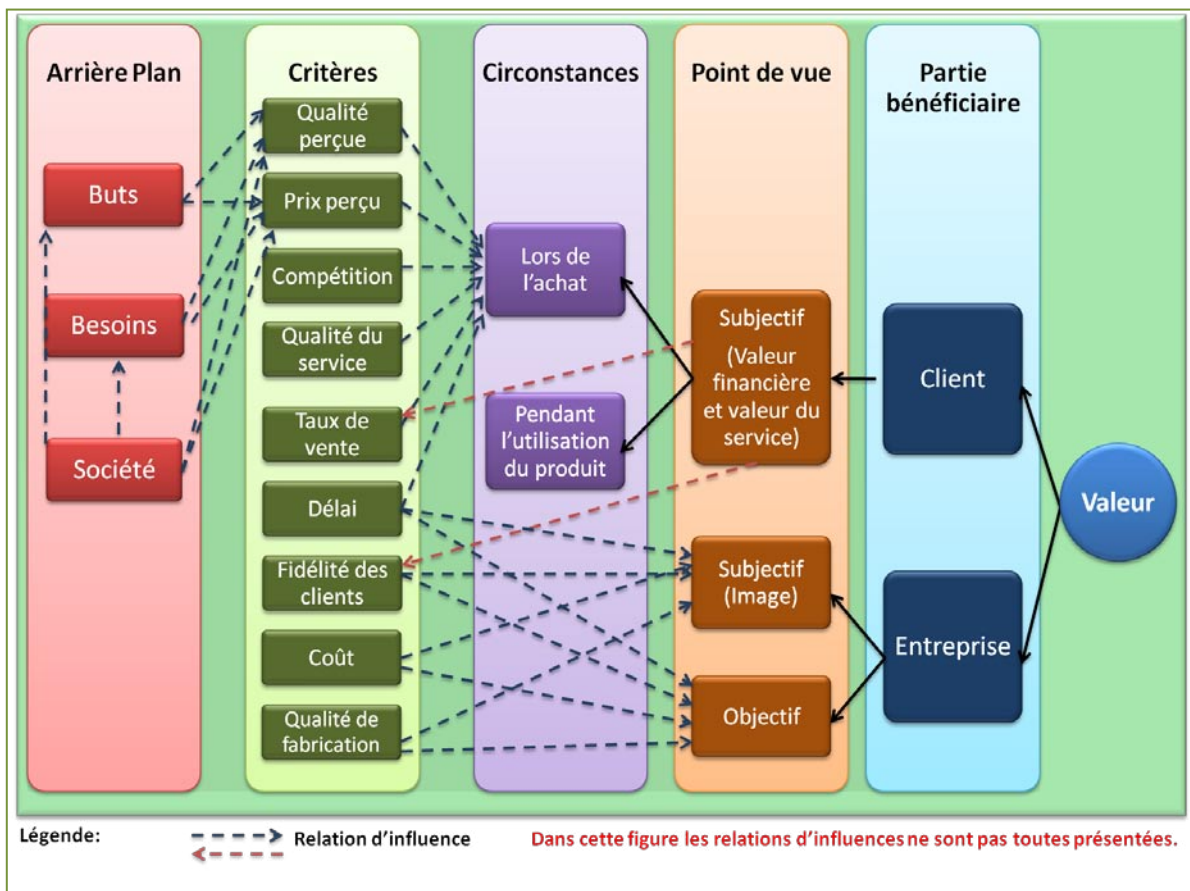 Arrière Plan
Buts
Besoins
Société
Critères
Qualité
perçue
Prix perçu
Compétition
Qualité du
service
Taux de
vente
Délai
Fidélité des
clients
Coût
Qualité de
fabrication
Circonstances
Lors de
l'achat
Pendant
l'utilisation
du produit
Point de vue
Subjectif
(Valeur
financière
et valeur du
service)
Subjectif
(Image)
Objectif
Partie
bénéficiaire
Client
Entreprise
Valeur
Légende:
Relation d'influence
Dans cette figure les relations d'influences ne sont pas toutes présentées.